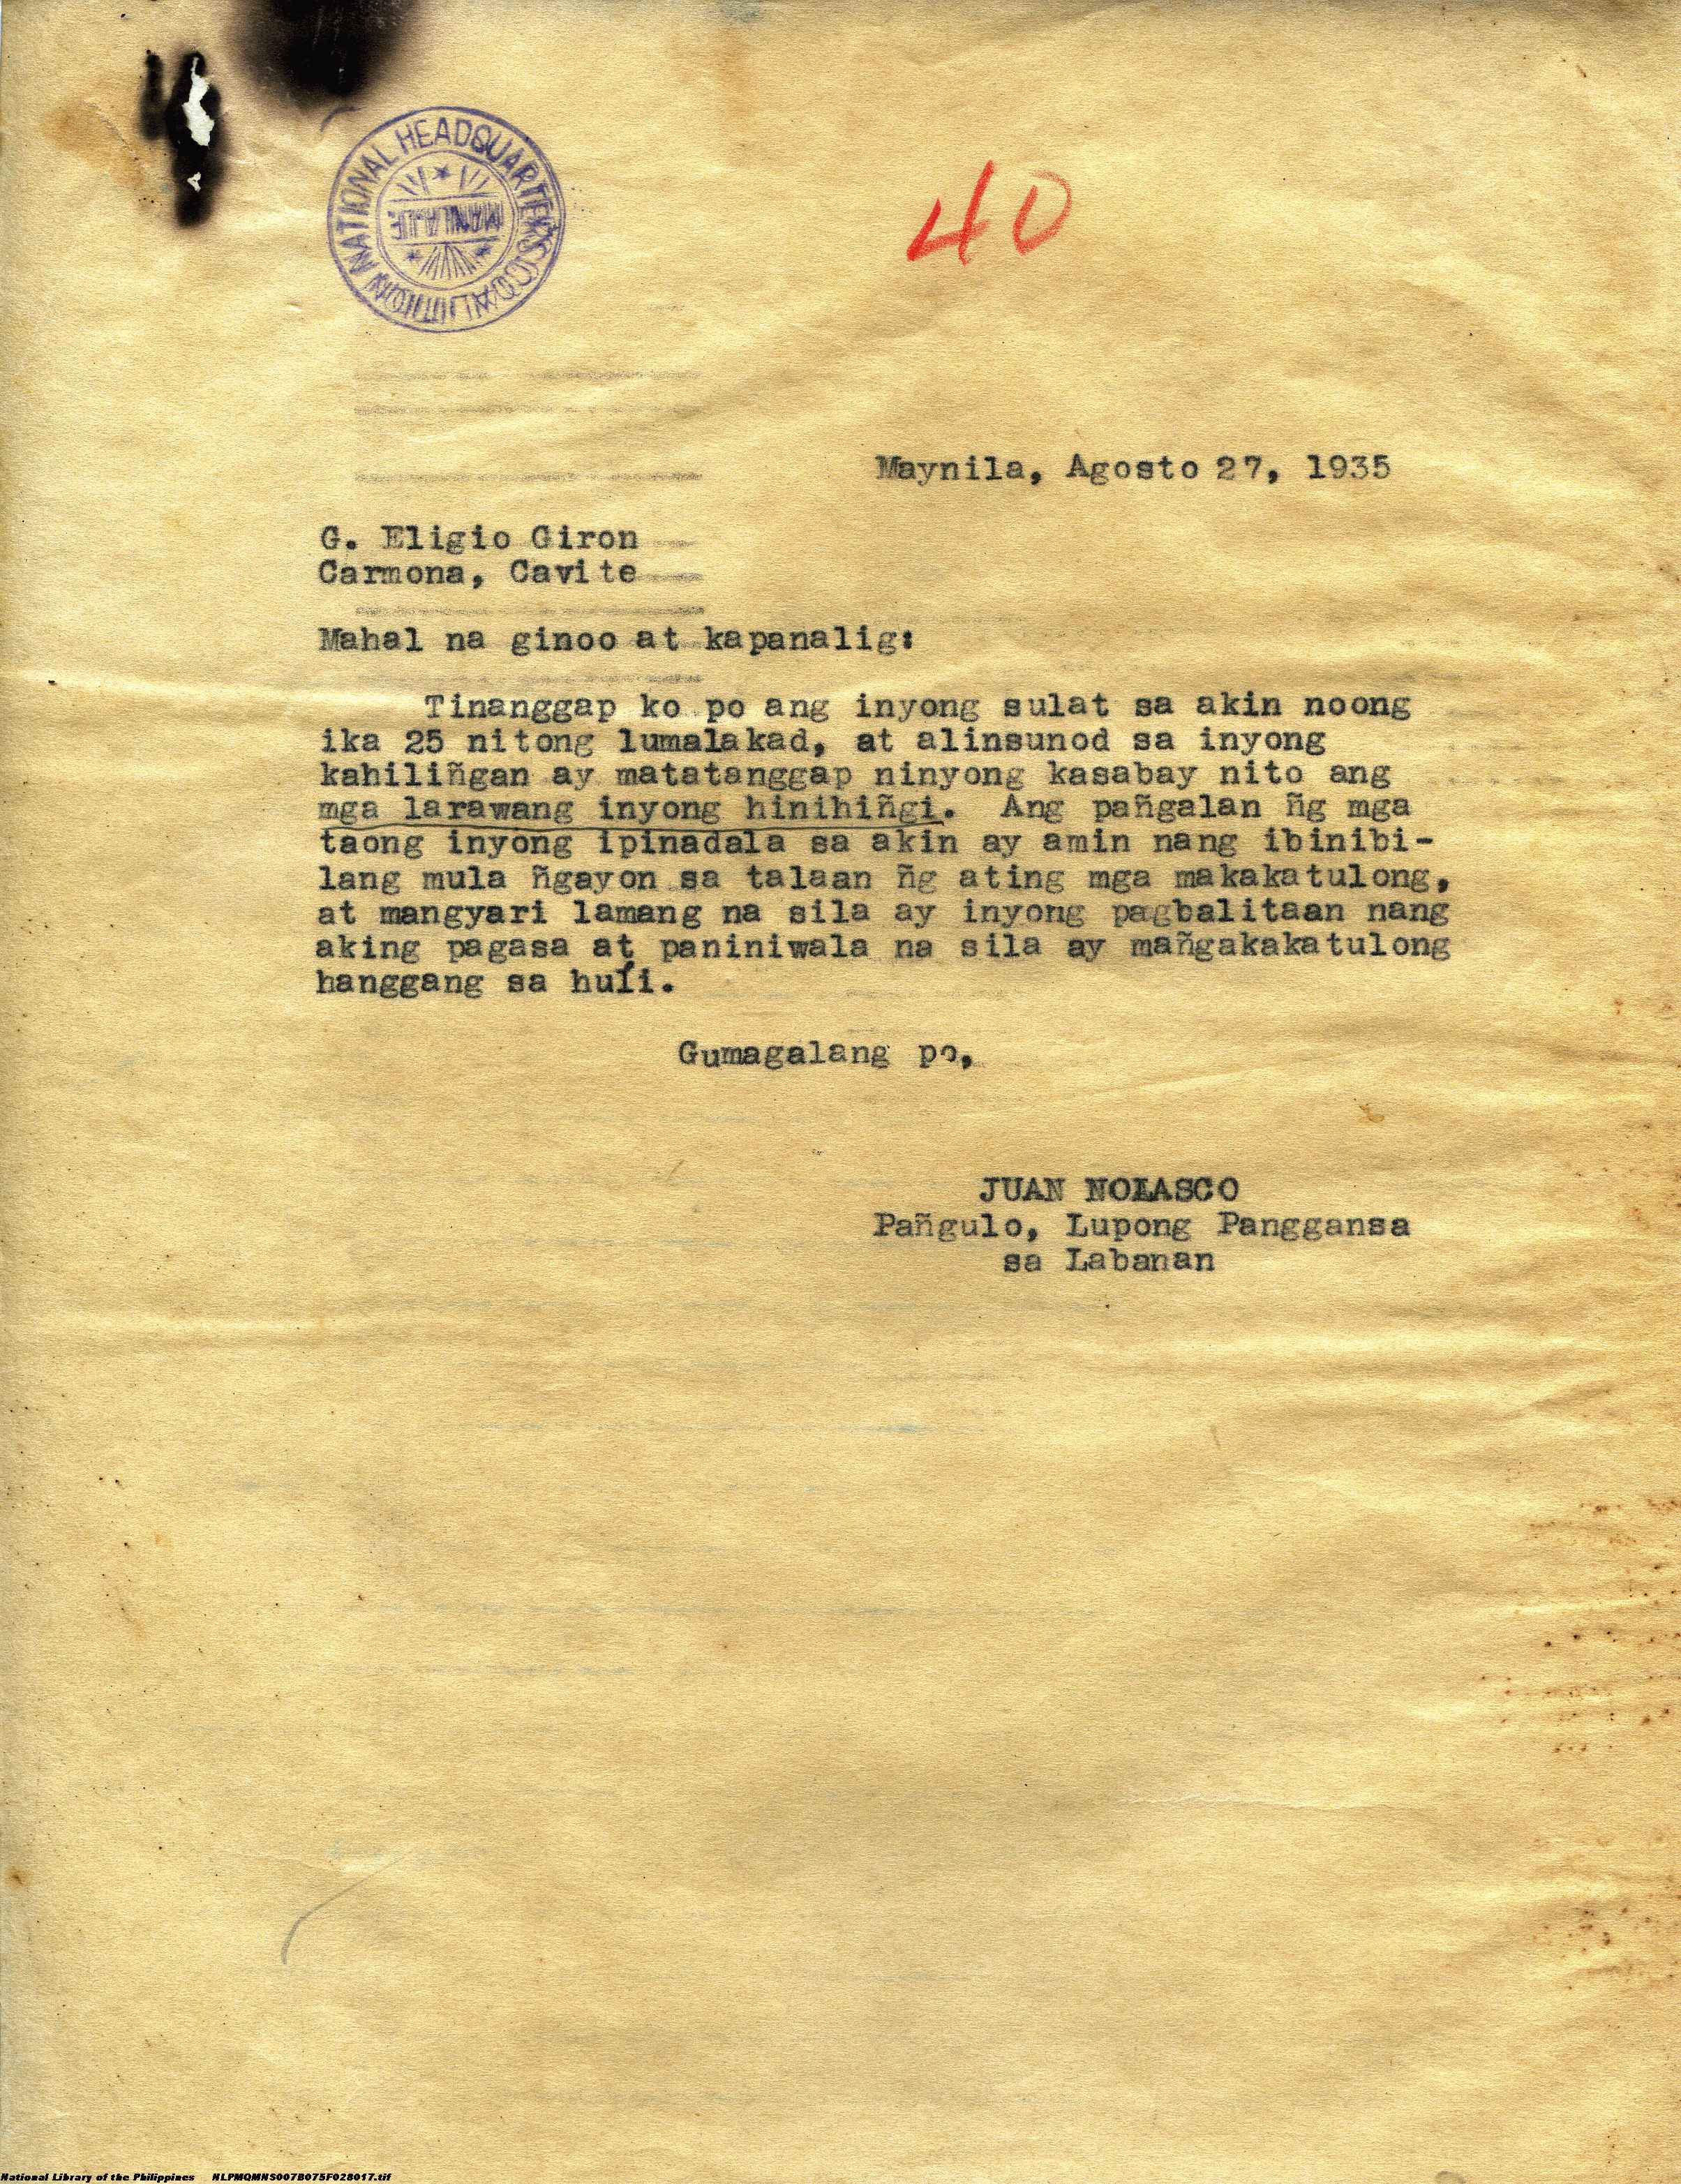 NATIONAL HEADQUARTERS COALITION
MANILA
40
Maynila, Agosto 27, 1935
G. Eligio Giron
Carmona, Cavite
Mahal na ginoo at kapanalig:
Tinanggap ko po ang inyong sulat sa akin noong
ika 25 nitong lumalakad, at alinsunod sa inyong
kahiliñgan ay matatanggap ninyong kasabay nito ang
mga larawang inyong hinihiñgi. Ang pañgalan ñg mga
taong inyong ipinadala sa akin ay amin nang ibinibi-
lang mula ñgayon sa talaan ñg ating mga makakatulong,
at mangyari lamang na sila ay inyong pagbalitaan nang
aking pagasa at paniniwala na sila ay mañgakakatulong
hanggang sa huli.
Gumagalang po,
JUAN NOLASCO
Pañgulo, Lupong Panggansa
sa Labanan
National Library of the Philippines NLPMQMNS007B075F028017.tif